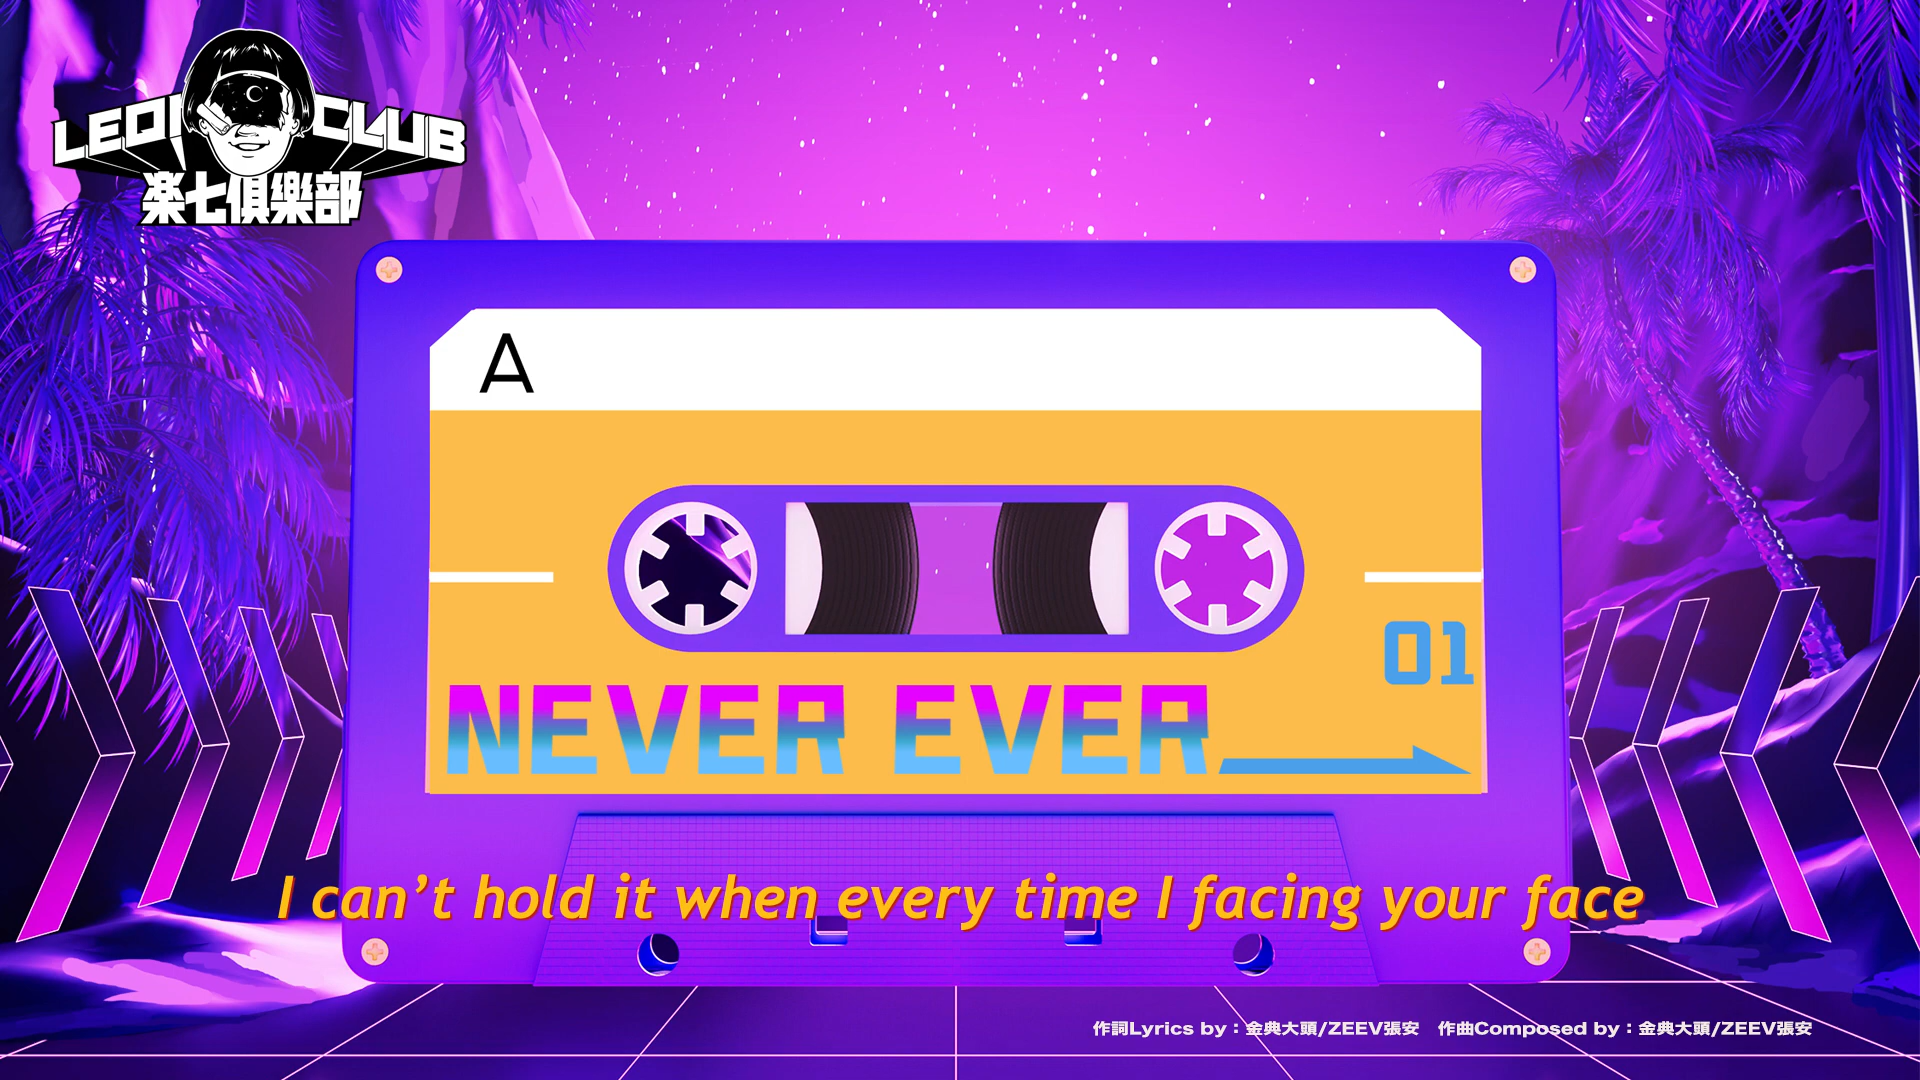 LEQI CLUB
楽七俱樂部
A
01
NEVER EVER
I can't hold it when every time I facing your face
作詞Lyrics by：金典大頭/ZEEV張安 作曲Composed by：金典大頭/ZEEV張安